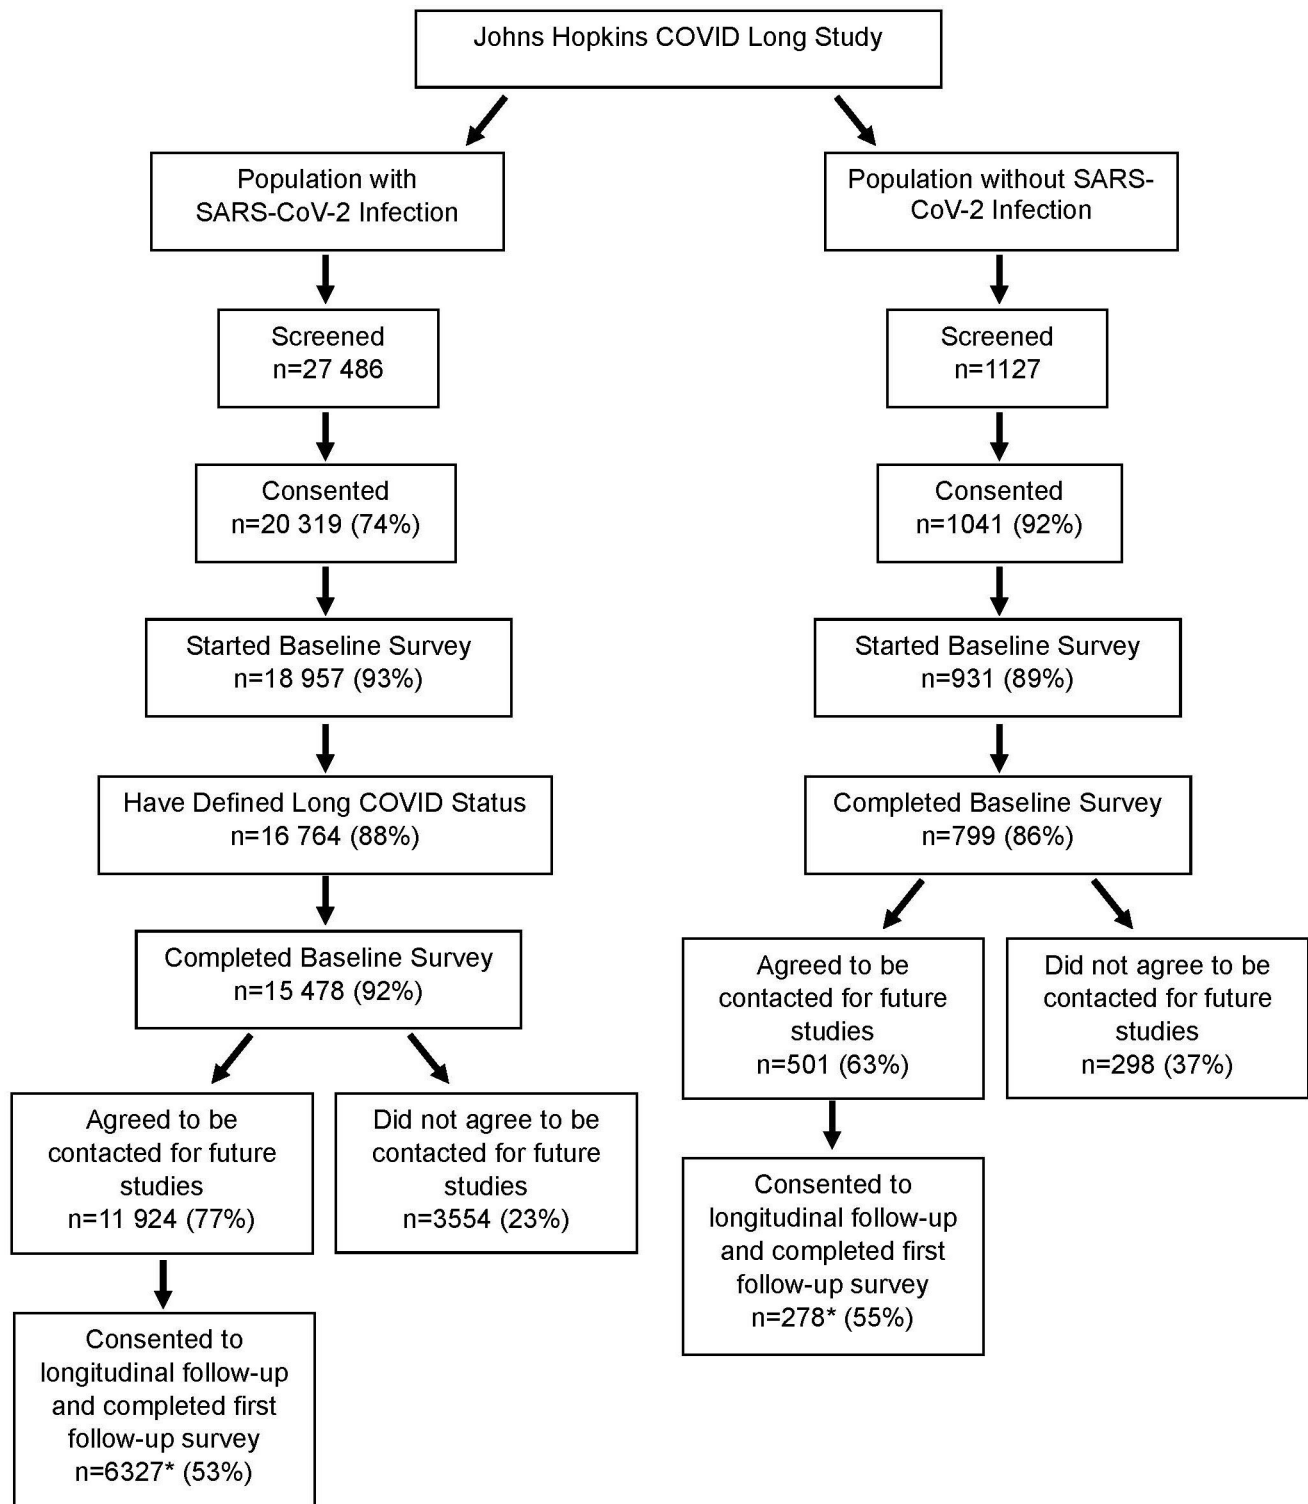 Johns Hopkins COVID Long Study
Population with
SARS-CoV-2 Infection
Screened
n=27 486
Consented
n=20 319 (74%)
Started Baseline Survey
n=18 957 (93%)
Have Defined Long COVID Status
n=16 764 (88%)
Completed Baseline Survey
n=15 478 (92%)
Agreed to be
contacted for future
studies
n=11 924 (77%)
Did not agree to be
contacted for future
studies
n=3554 (23%)
Consented to
longitudinal follow-up
and completed first
follow-up survey
n=6327* (53%)
Population without SARS-
CoV-2 Infection
Screened
n=1127
Consented
n=1041 (92%)
Started Baseline Survey
n=931 (89%)
Completed Baseline Survey
n=799 (86%)
Agreed to be
contacted for future
studies
n=501 (63%)
Did not agree to be
contacted for future
studies
n=298 (37%)
Consented to
longitudinal follow-up
and completed first
follow-up survey
n=278* (55%)